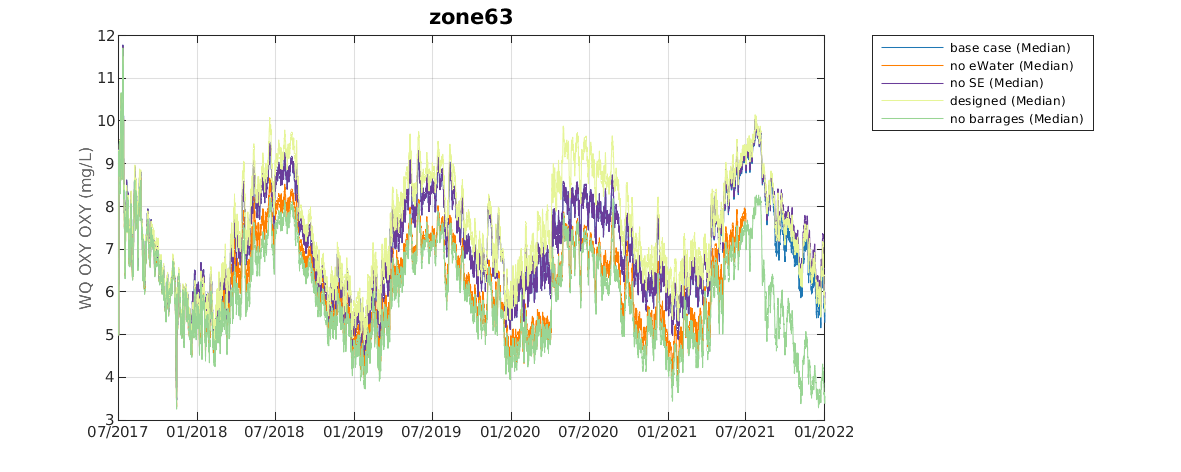 zone63
WQ OXY OXY (mg/L)
12
11
10
9
8
7
6
5
4
3
07/2017 01/2018 07/2018 01/2019 07/2019 01/2020 07/2020 01/2021 07/2021 01/2022
base case (Median)
no eWater (Median)
no SE (Median)
designed (Median)
no barrages (Median)